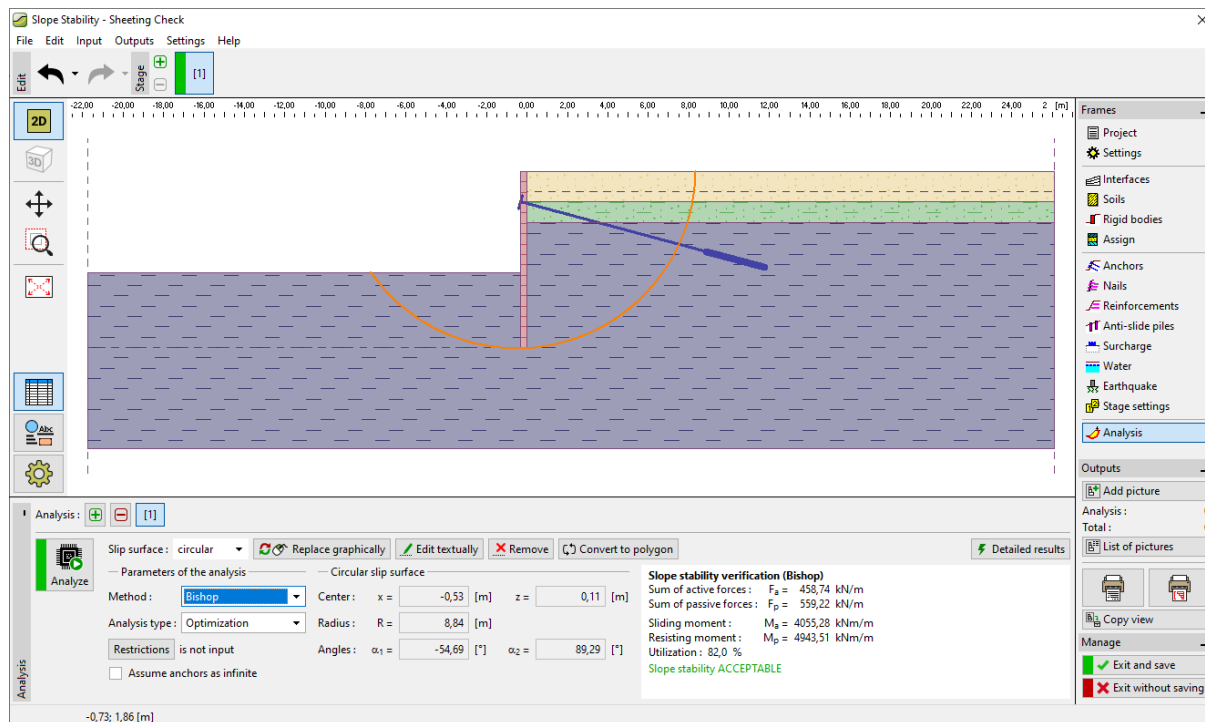 Slope Stability - Sheeting Check
File Edit Input Outputs Settings Help
Edit
Stage
[1]
-22,00 -20,00 -18,00 -16,00 -14,00 -12,00 -10,00 -8,00 -6,00 -4,00 -2,00 0,00 2,00 4,00 6,00 8,00 10,00 12,00 14,00 16,00 18,00 20,00 22,00 24,00 2 [m]
2D
3D
Abc
Frames
Project
Settings
Interfaces
Soils
Rigid bodies
Assign
Anchors
Nails
Reinforcements
Anti-slide piles
Surcharge
Water
Earthquake
Stage settings
Analysis
Outputs
Add picture
Analysis :
Total :
List of pictures
Copy view
Manage
Exit and save
Exit without saving
Analysis
Analysis : [1]
Analyze
Slip surface : circular Replace graphically Edit textually Remove Convert to polygon Detailed results
Parameters of the analysis Circular slip surface
Method : Bishop Center : x = -0,53 [m] z = 0,11 [m]
Analysis type : Optimization Radius : R = 8,84 [m]
Restrictions is not input Angles : α1 = -54,69 [°] α2 = 89,29 [°]
Assume anchors as infinite
Slope stability verification (Bishop)
Sum of active forces : Fa = 458,74 kN/m
Sum of passive forces : Fp = 559,22 kN/m
Sliding moment : Ma = 4055,28 kNm/m
Resisting moment : Mp = 4943,51 kNm/m
Utilization : 82,0 %
Slope stability ACCEPTABLE
-0,73; 1,86 [m]